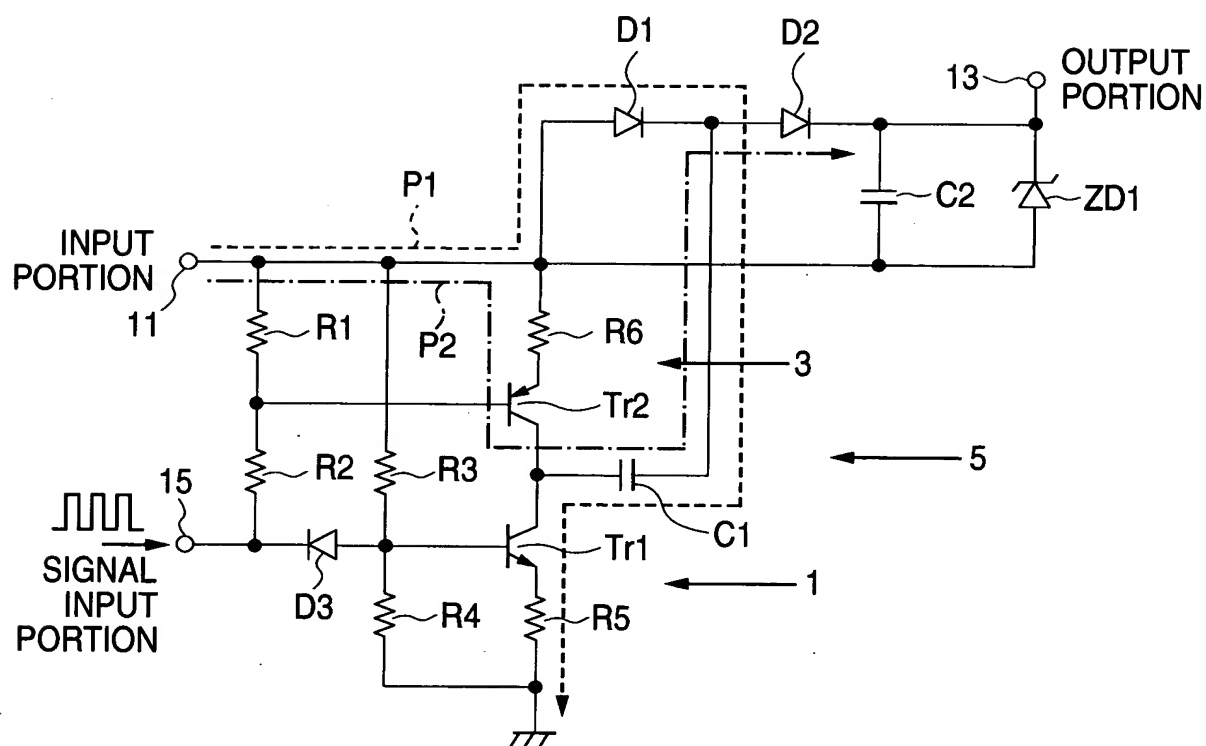 D1
D2
13
OUTPUT
PORTION
P1
C2
ZD1
INPUT
PORTION
11
R1
P2
R6
3
Tr2
R2
R3
5
15
C1
Tr1
SIGNAL
INPUT
PORTION
D3
R4
R5
1